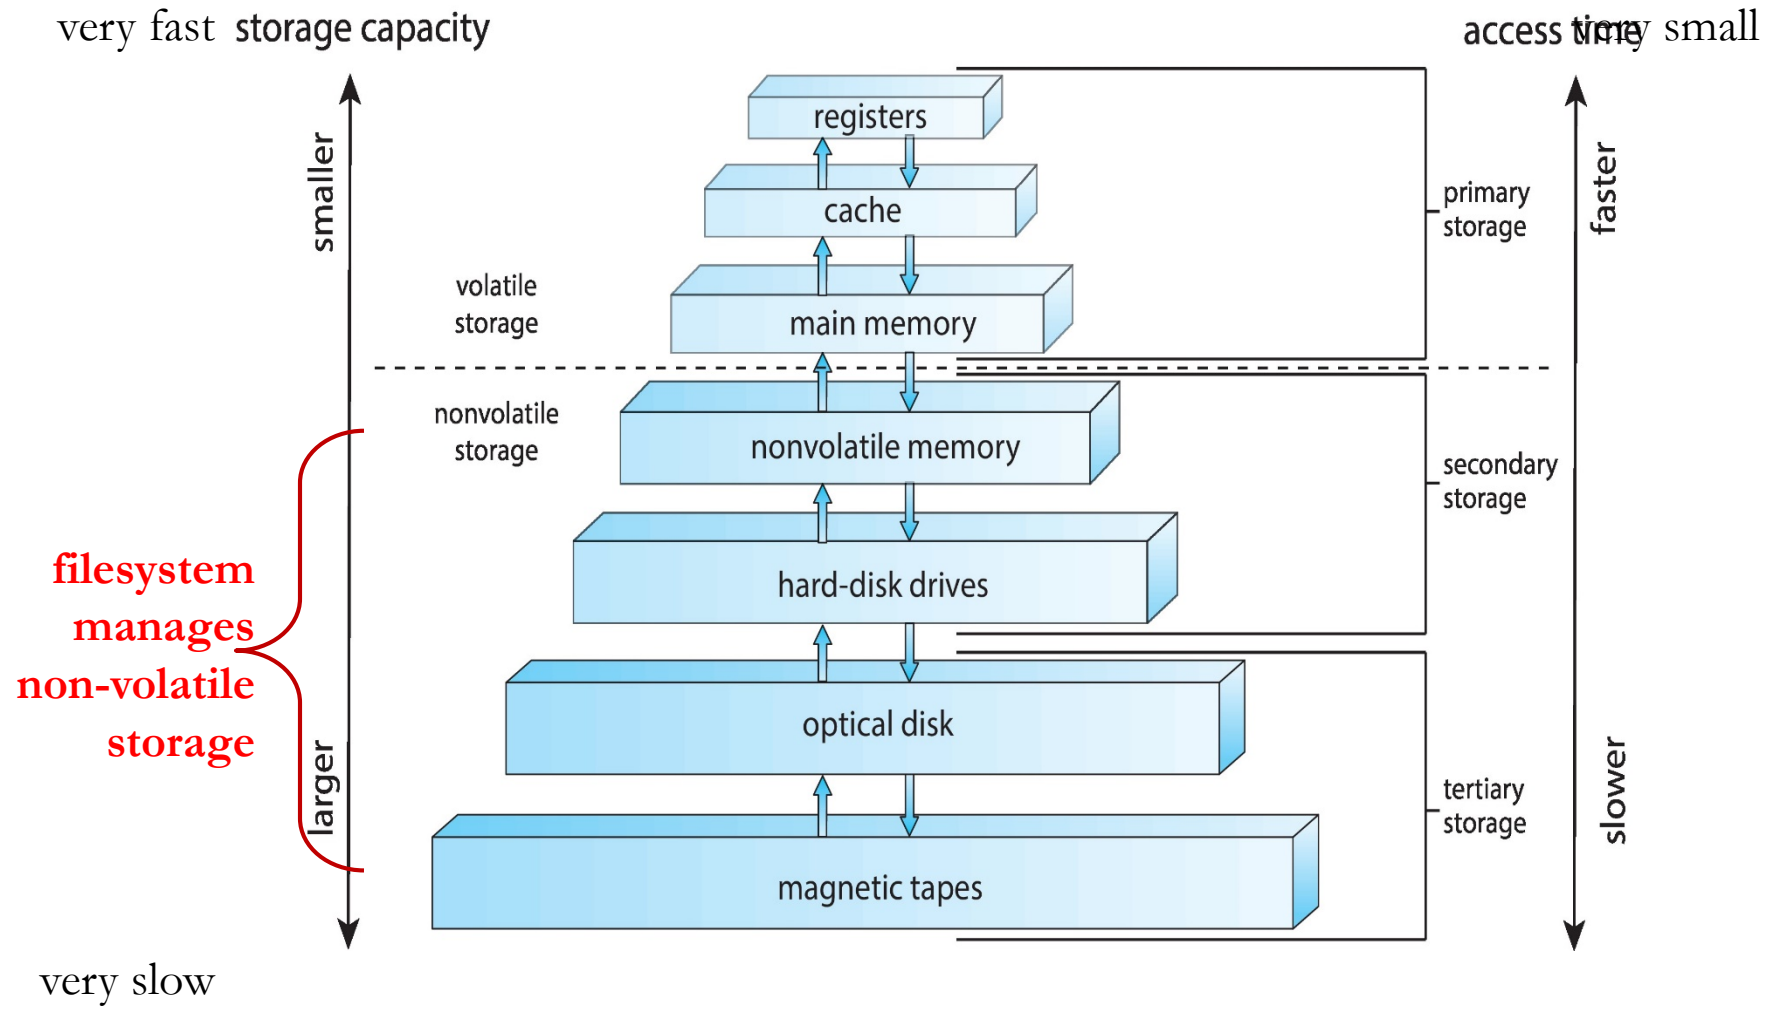 very fast
storage capacity
access time
very small
smaller
larger
faster
slower
registers
cache
main memory
nonvolatile memory
hard-disk drives
optical disk
magnetic tapes
volatile
storage
nonvolatile
storage
primary
storage
secondary
storage
tertiary
storage
filesystem
manages
non-volatile
storage
very slow